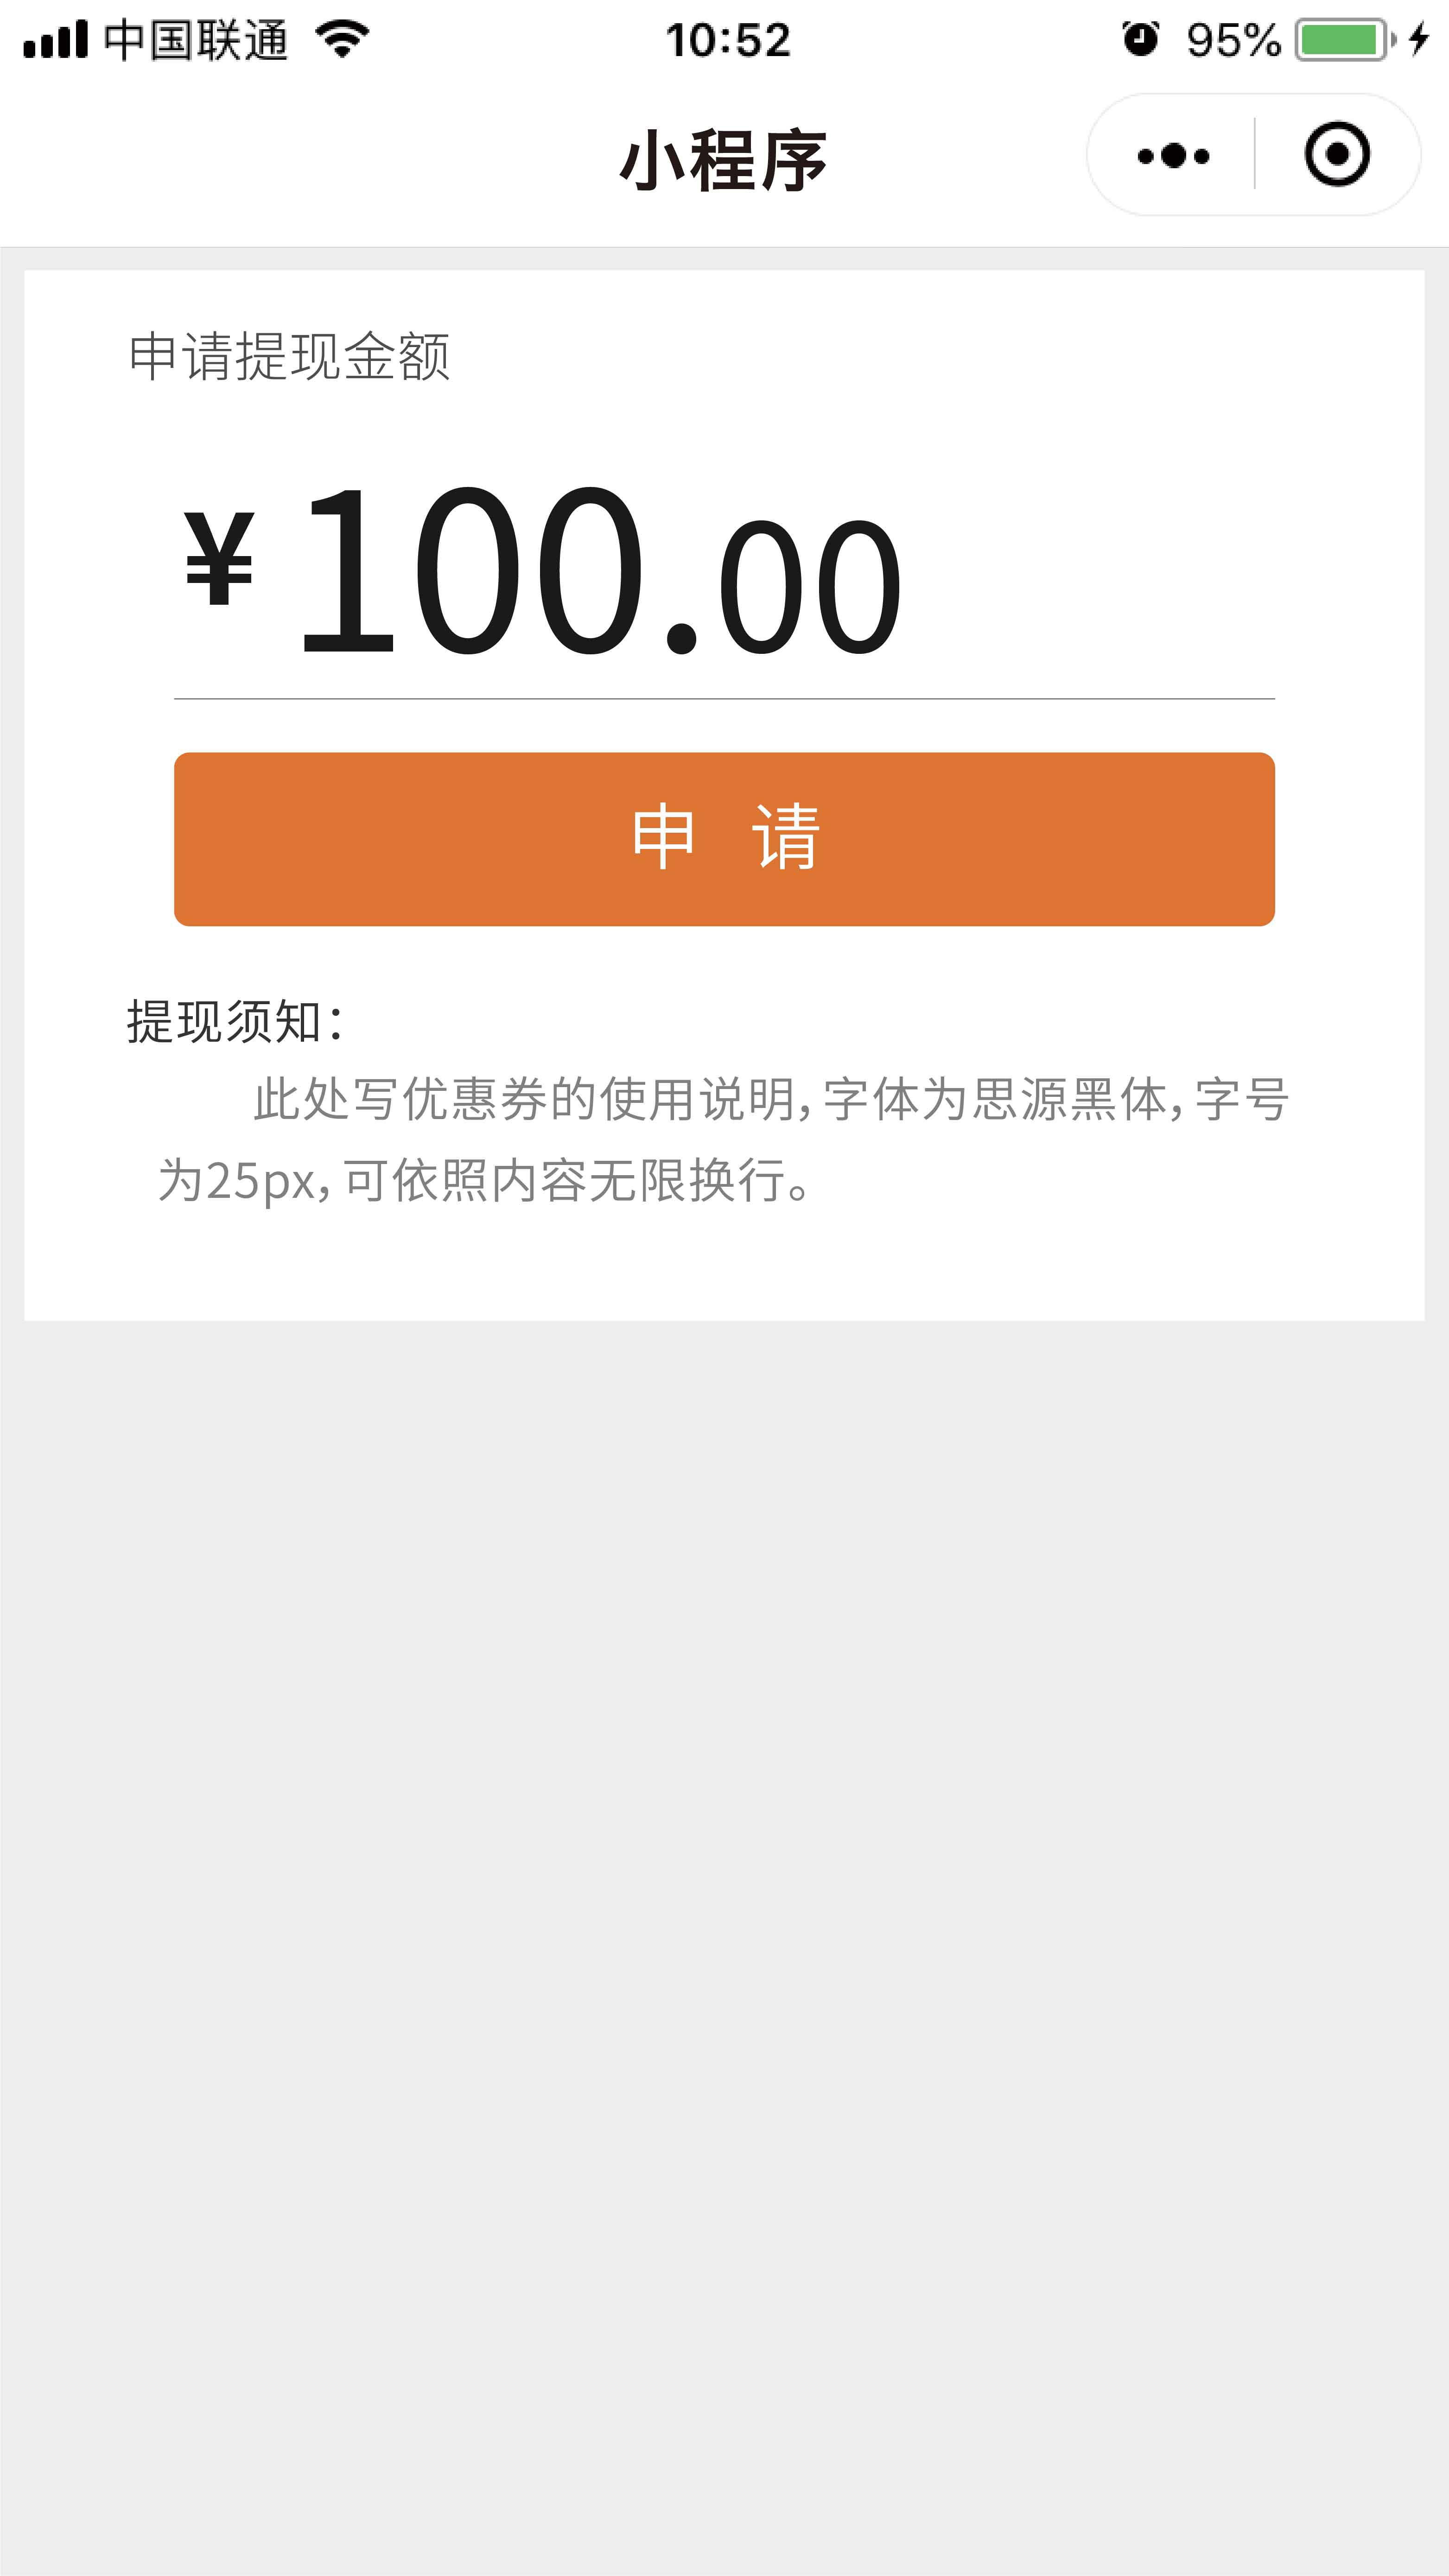 中国联通 10:52 95%
小程序
申请提现金额
¥100.00
申 请
提现须知：
此处写优惠券的使用说明，字体为思源黑体，字号
为25px，可依照内容无限换行。